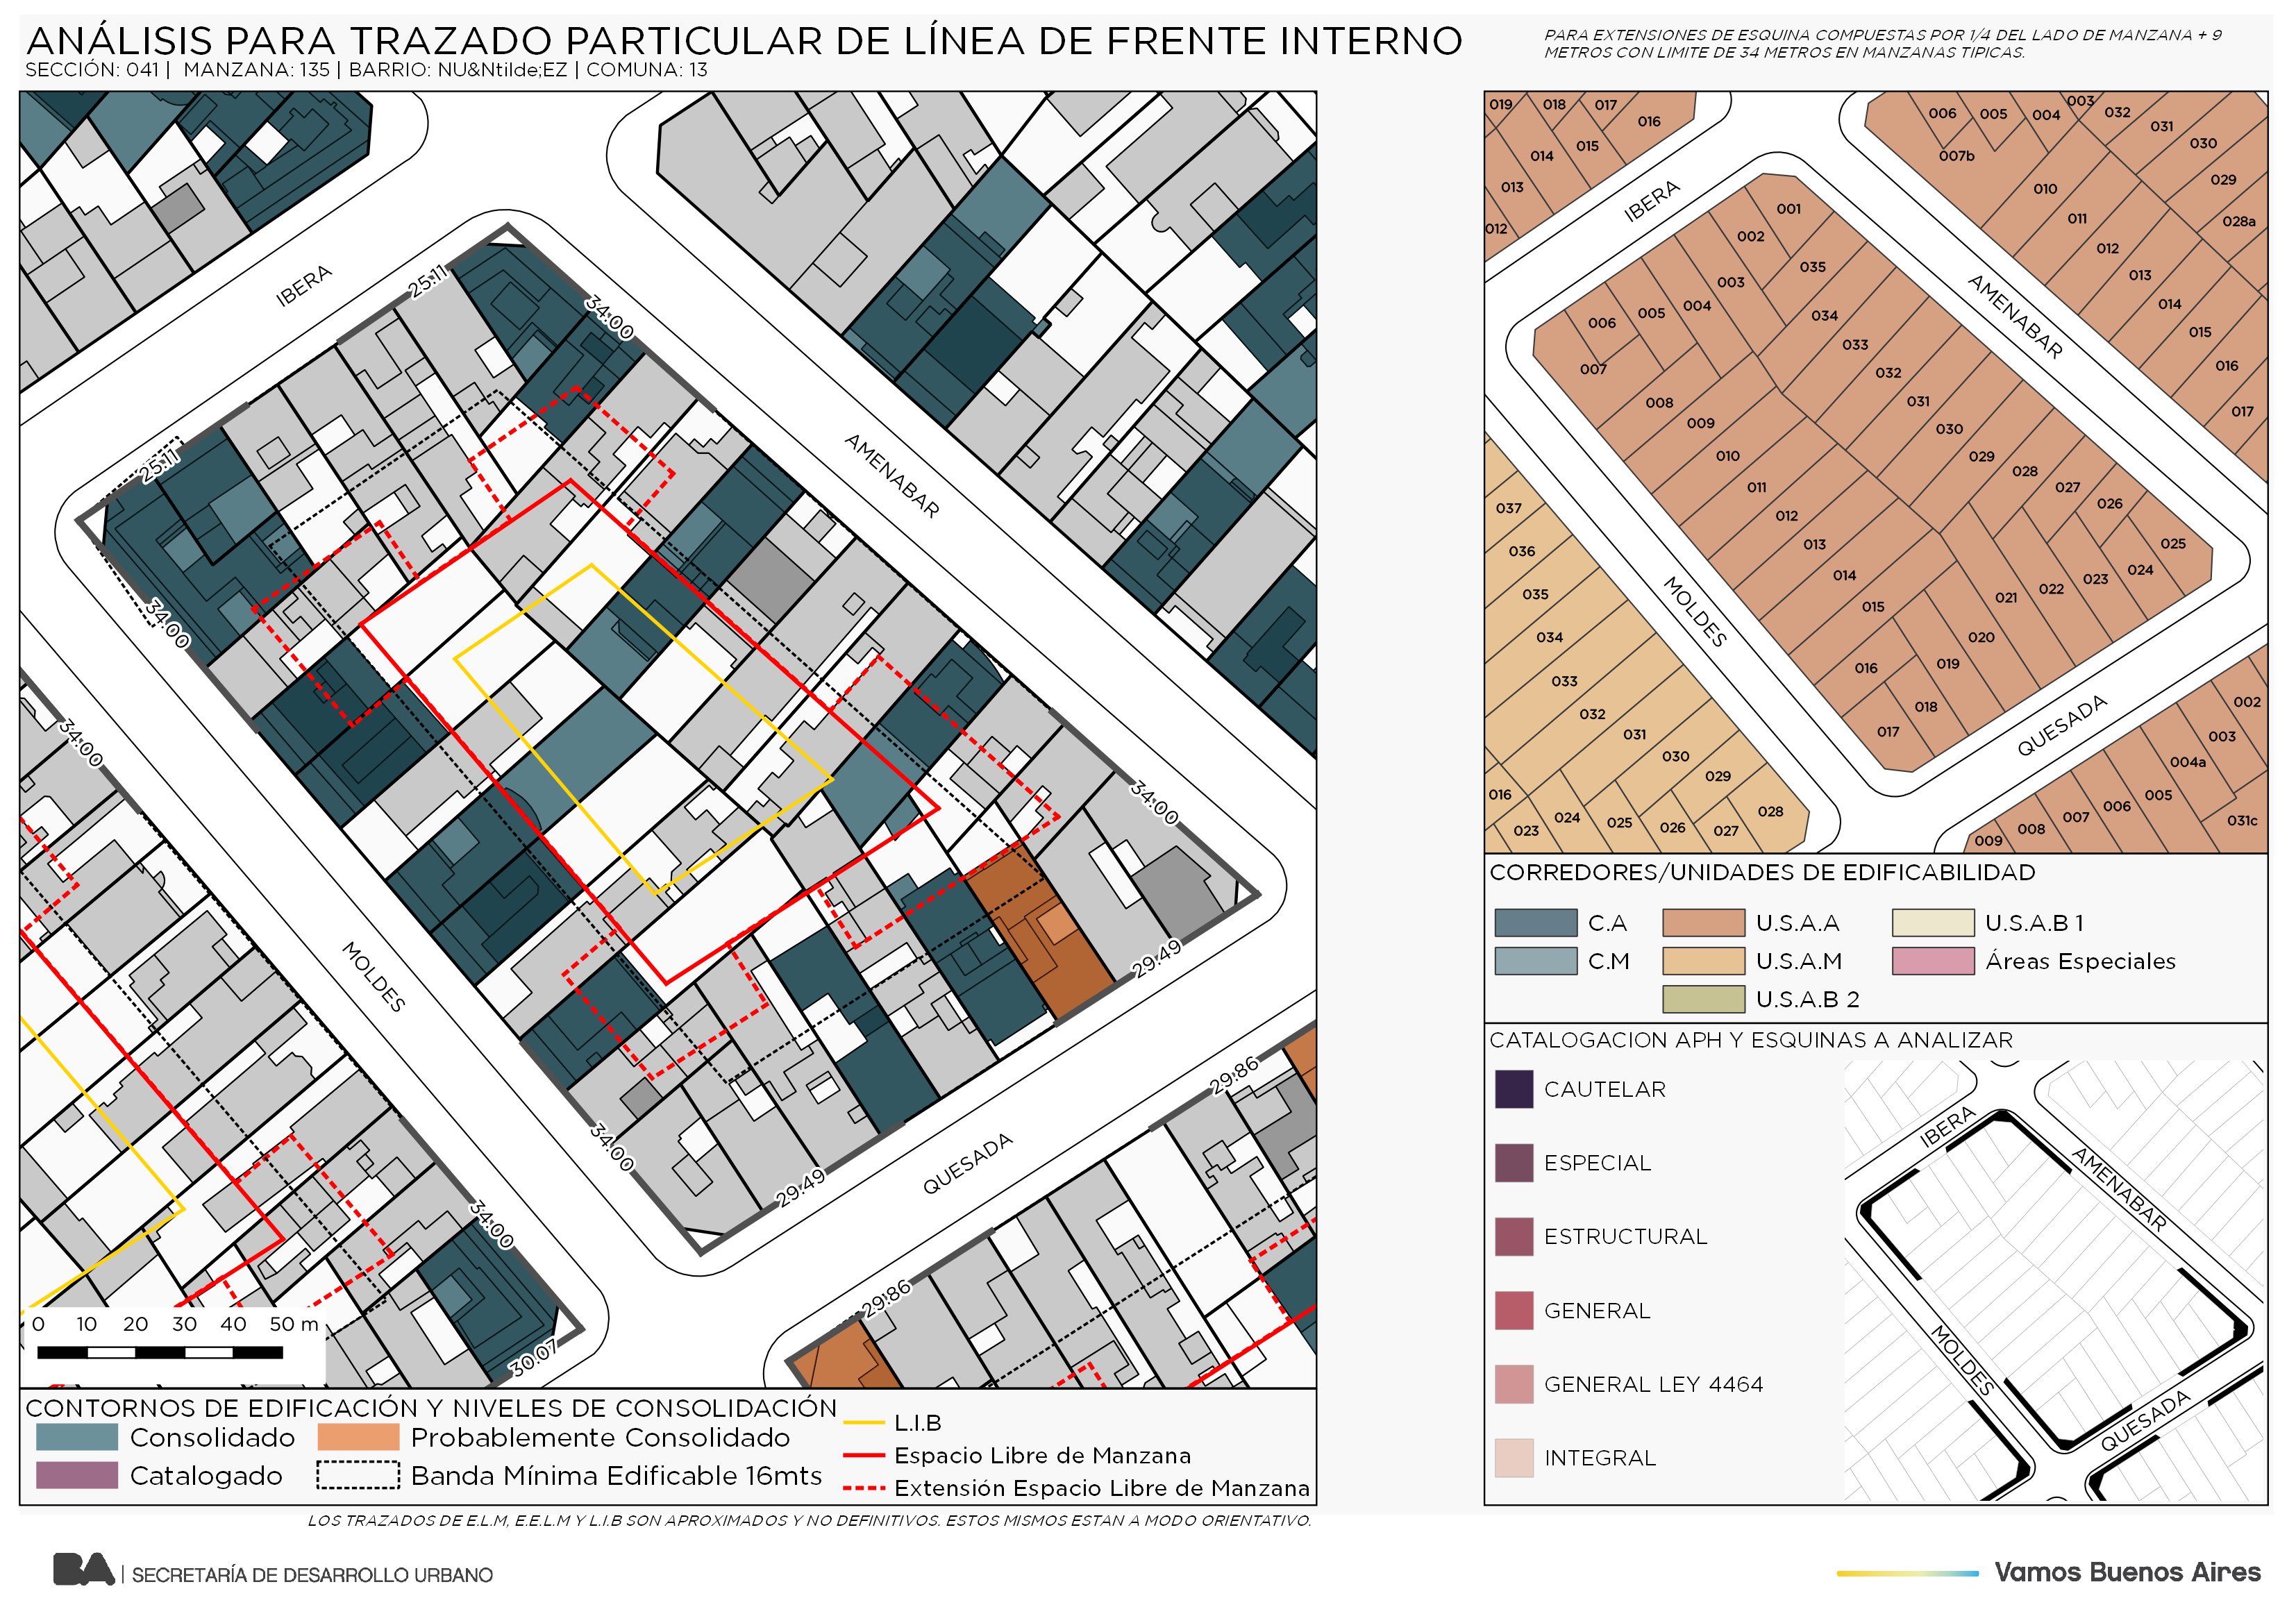 ANÁLISIS PARA TRAZADO PARTICULAR DE LÍNEA DE FRENTE INTERNO
SECCIÓN: 041 | MANZANA: 135 | BARRIO: NU&Ntilde;EZ | COMUNA: 13
PARA EXTENSIONES DE ESQUINA COMPUESTAS POR 1/4 DEL LADO DE MANZANA + 9
METROS CON LIMITE DE 34 METROS EN MANZANAS TIPICAS.
IBERA
25.11
34.00
25.11
34.00
AMENABAR
34.00
34.00
MOLDES
29.49
34.00
29.49
QUESADA
29.86
34.00
29.86
30.07
0 10 20 30 40 50 m
CONTORNOS DE EDIFICACIÓN Y NIVELES DE CONSOLIDACIÓN
Consolidado
Probablemente Consolidado
Catalogado
Banda Mínima Edificable 16mts
L.I.B
Espacio Libre de Manzana
Extensión Espacio Libre de Manzana
LOS TRAZADOS DE E.L.M, E.E.L.M Y L.I.B SON APROXIMADOS Y NO DEFINITIVOS. ESTOS MISMOS ESTAN A MODO ORIENTATIVO.
019 018 017
016
015
014
013
012
006 005 004 003 032
031
030
007b
029
010
028a
011
012
013
014
015
016
017
IBERA
AMENABAR
MOLDES
QUESADA
001
002
035
003
004
005
006
034
033
007
032
008
031
009
030
010
029
028
011
027
026
012
013
025
014
024
023
022
015
021
020
019
016
018
017
037
036
035
034
033
032
031
030
029
028
016
023
024
025
026
027
002
003
004a
005
006
007
008
009
031c
CORREDORES/UNIDADES DE EDIFICABILIDAD
C.A
U.S.A.A
U.S.A.B 1
C.M
U.S.A.M
Áreas Especiales
U.S.A.B 2
CATALOGACION APH Y ESQUINAS A ANALIZAR
CAUTELAR
ESPECIAL
ESTRUCTURAL
GENERAL
GENERAL LEY 4464
INTEGRAL
IBERA
AMENABAR
MOLDES
QUESADA
BA | SECRETARÍA DE DESARROLLO URBANO
Vamos Buenos Aires